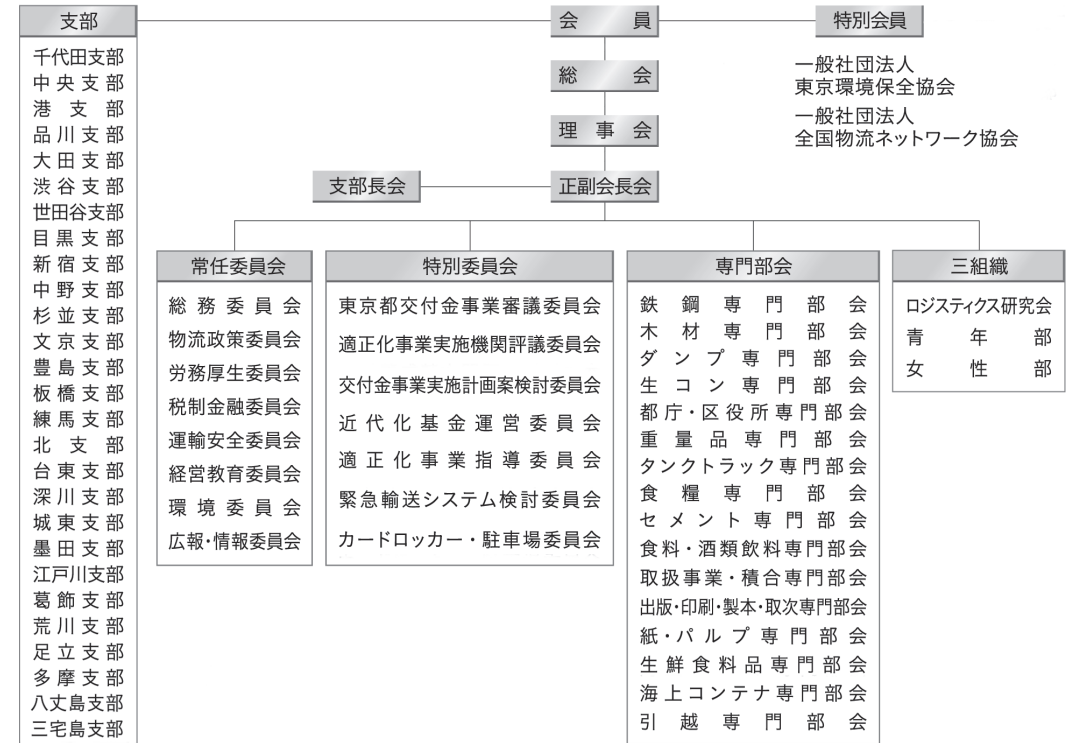 支部
千代田支部
中央支部
港支部
品川支部
大田支部
渋谷支部
世田谷支部
目黒支部
新宿支部
中野支部
杉並支部
文京支部
豊島支部
板橋支部
練馬支部
北支部
台東支部
深川支部
城東支部
墨田支部
江戸川支部
葛飾支部
荒川支部
足立支部
多摩支部
八丈島支部
三宅島支部
会員
総会
理事会
正副会長会
支部長会
特別会員
一般社団法人
東京環境保全協会
一般社団法人
全国物流ネットワーク協会
常任委員会
総務委員会
物流政策委員会
労務厚生委員会
税制金融委員会
運輸安全委員会
経営教育委員会
環境委員会
広報・情報委員会
特別委員会
東京都交付金事業審議委員会
適正化事業実施機関評議委員会
交付金事業実施計画案検討委員会
近代化基金運営委員会
適正化事業指導委員会
緊急輸送システム検討委員会
カードロッカー・駐車場委員会
専門部会
鉄鋼専門部会
木材専門部会
ダンプ専門部会
生コン専門部会
都庁・区役所専門部会
重量品専門部会
タンクトラック専門部会
食糧専門部会
セメント専門部会
食料・酒類飲料専門部会
取扱事業・積合専門部会
出版・印刷・製本・取次専門部会
紙・パルプ専門部会
生鮮食料品専門部会
海上コンテナ専門部会
引越専門部会
三組織
ロジスティクス研究会
青年部
女性部